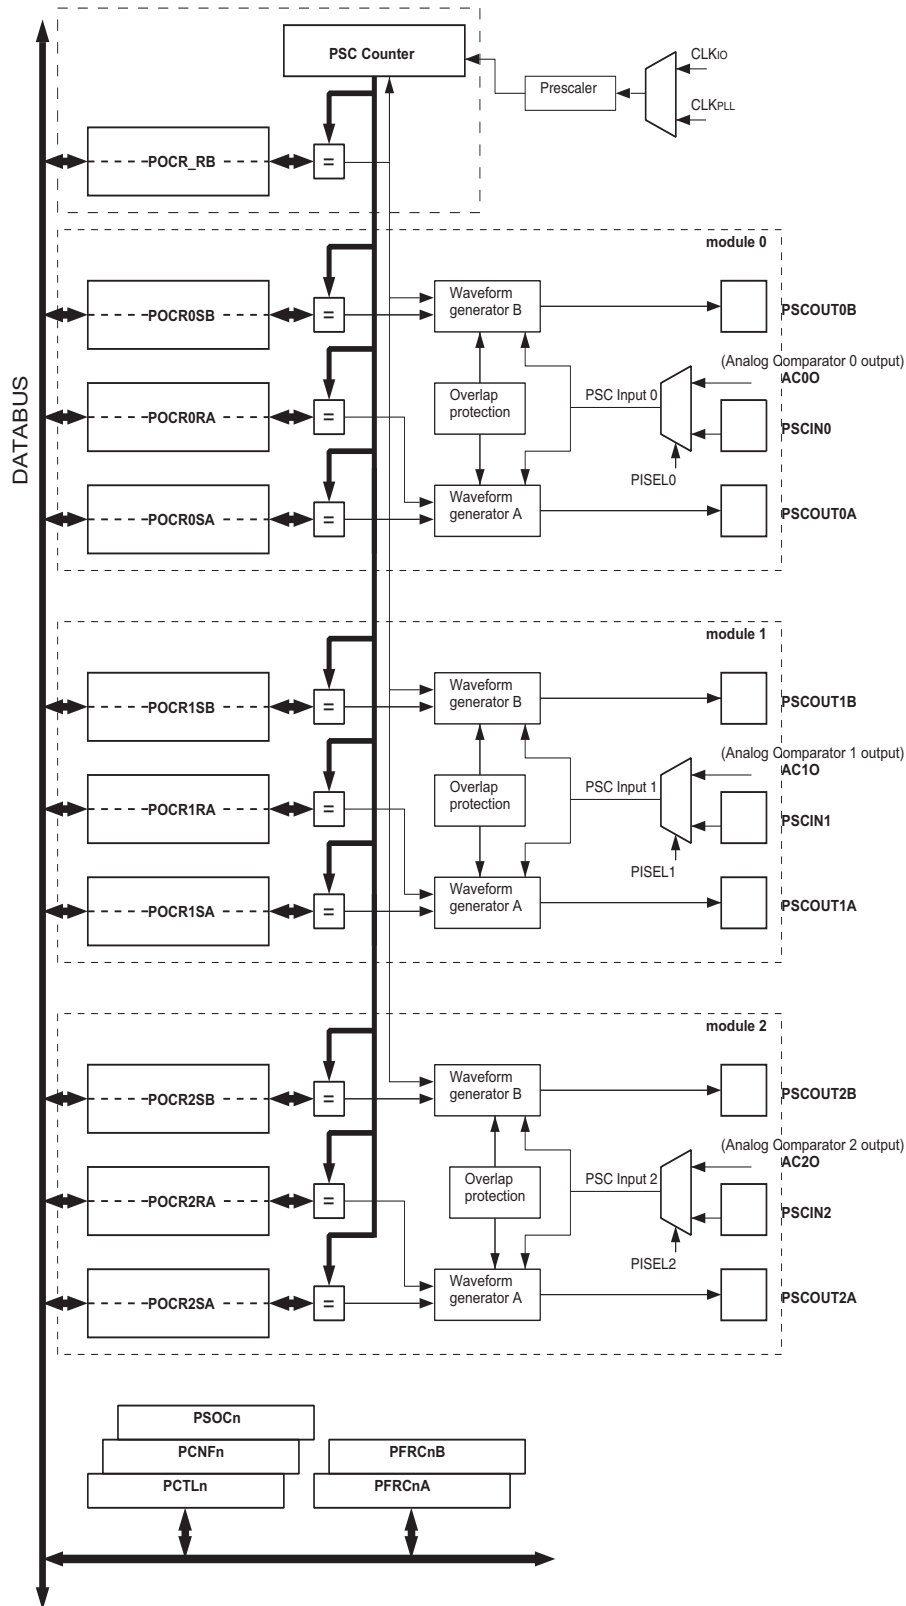 PSC Counter
CLKIO
Prescaler
CLKPLL
POCR_RB
=
module 0
Waveform
generator B
POCR0SB
=
PSCOUT0B
(Analog Comparator 0 output)
AC0O
Overlap
protection
PSC Input 0
POCR0RA
=
PSCIN0
PISEL0
Waveform
generator A
POCR0SA
=
PSCOUT0A
DATABUS
module 1
Waveform
generator B
POCR1SB
=
PSCOUT1B
(Analog Comparator 1 output)
AC1O
Overlap
protection
PSC Input 1
POCR1RA
=
PSCIN1
PISEL1
Waveform
generator A
POCR1SA
=
PSCOUT1A
module 2
Waveform
generator B
POCR2SB
=
PSCOUT2B
(Analog Comparator 2 output)
AC2O
Overlap
protection
PSC Input 2
POCR2RA
=
PSCIN2
PISEL2
Waveform
generator A
POCR2SA
=
PSCOUT2A
PSOCn
PCNFn
PFRCnB
PCTLn
PFRCnA